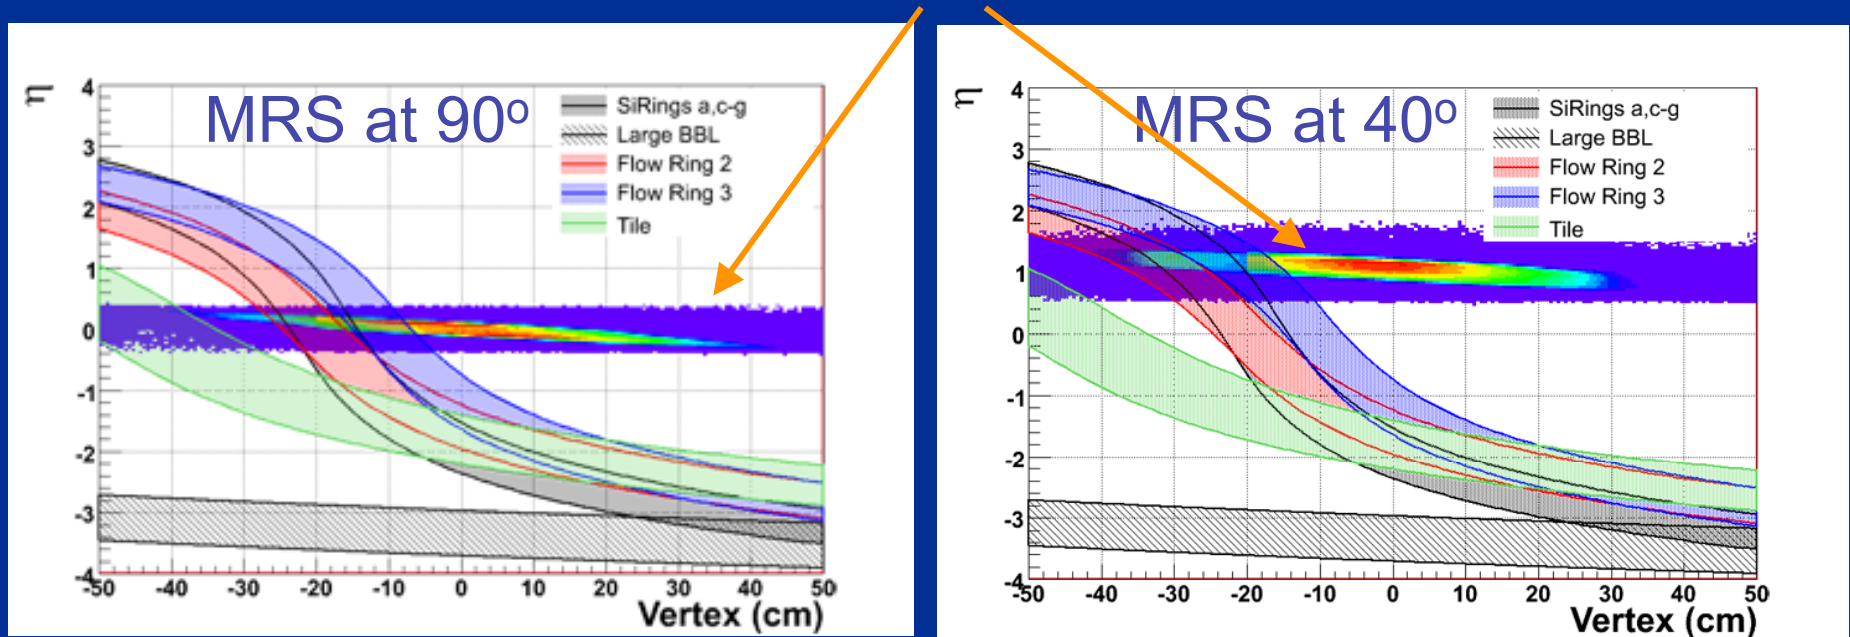 MRS at 90º
η
4
3
2
1
0
-1
-2
-3
-4
SiRings a,c-g
Large BBL
Flow Ring 2
Flow Ring 3
Tile
-50 -40 -30 -20 -10 0 10 20 30 40 50
Vertex (cm)
MRS at 40º
η
4
3
2
1
0
-1
-2
-3
-4
SiRings a,c-g
Large BBL
Flow Ring 2
Flow Ring 3
Tile
-50 -40 -30 -20 -10 0 10 20 30 40 50
Vertex (cm)